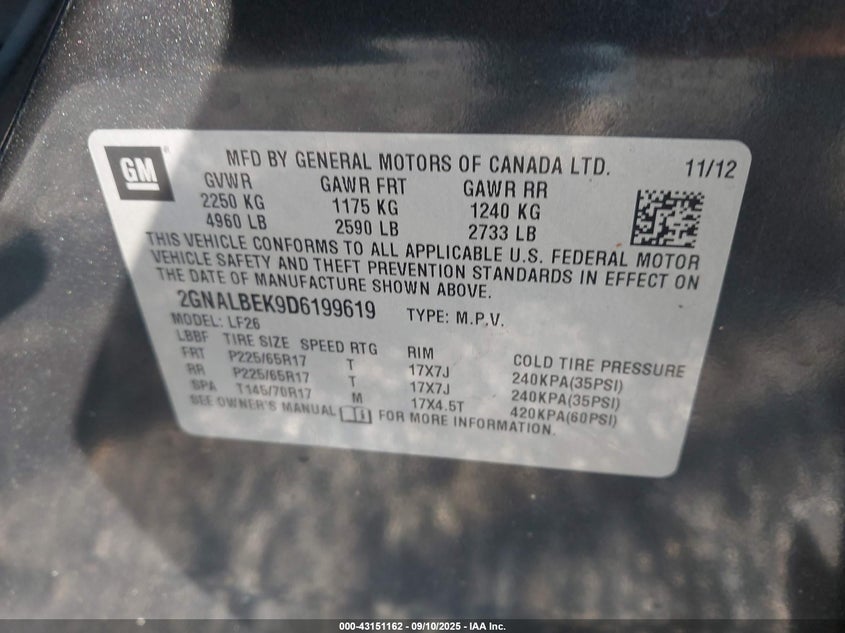 GM
MFD BY GENERAL MOTORS OF CANADA LTD. 11/12
GVWR GAWR FRT GAWR RR
2250 KG 1175 KG 1240 KG
4960 LB 2590 LB 2733 LB
THIS VEHICLE CONFORMS TO ALL APPLICABLE U.S. FEDERAL MOTOR
VEHICLE SAFETY AND THEFT PREVENTION STANDARDS IN EFFECT ON
THE DATE OF MANUFACTURE SHOWN ABOVE.
2GNALBEK9D6199619 TYPE: M.P.V.
MODEL: LF26
LBBF TIRE SIZE SPEED RTG RIM COLD TIRE PRESSURE
FRT P225/65R17 T 17X7J 240KPA(35PSI)
RR P225/65R17 T 17X7J 240KPA(35PSI)
SPA T145/70R17 M 17X4.5T 420KPA(60PSI)
SEE OWNER'S MANUAL FOR MORE INFORMATION.
000-43151162 - 09/10/2025 - IAA Inc.